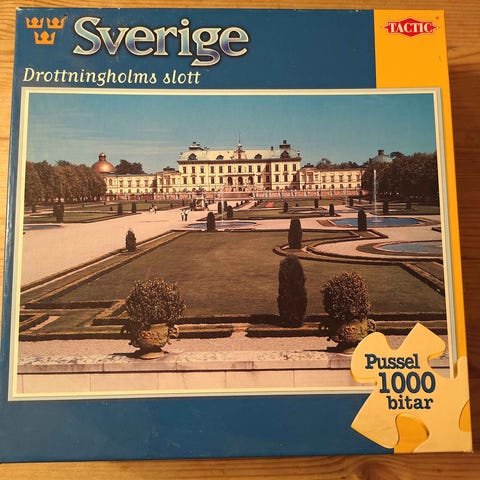 Sverige
Drottningholms slott
TACTIC
Pussel
1000
bitar